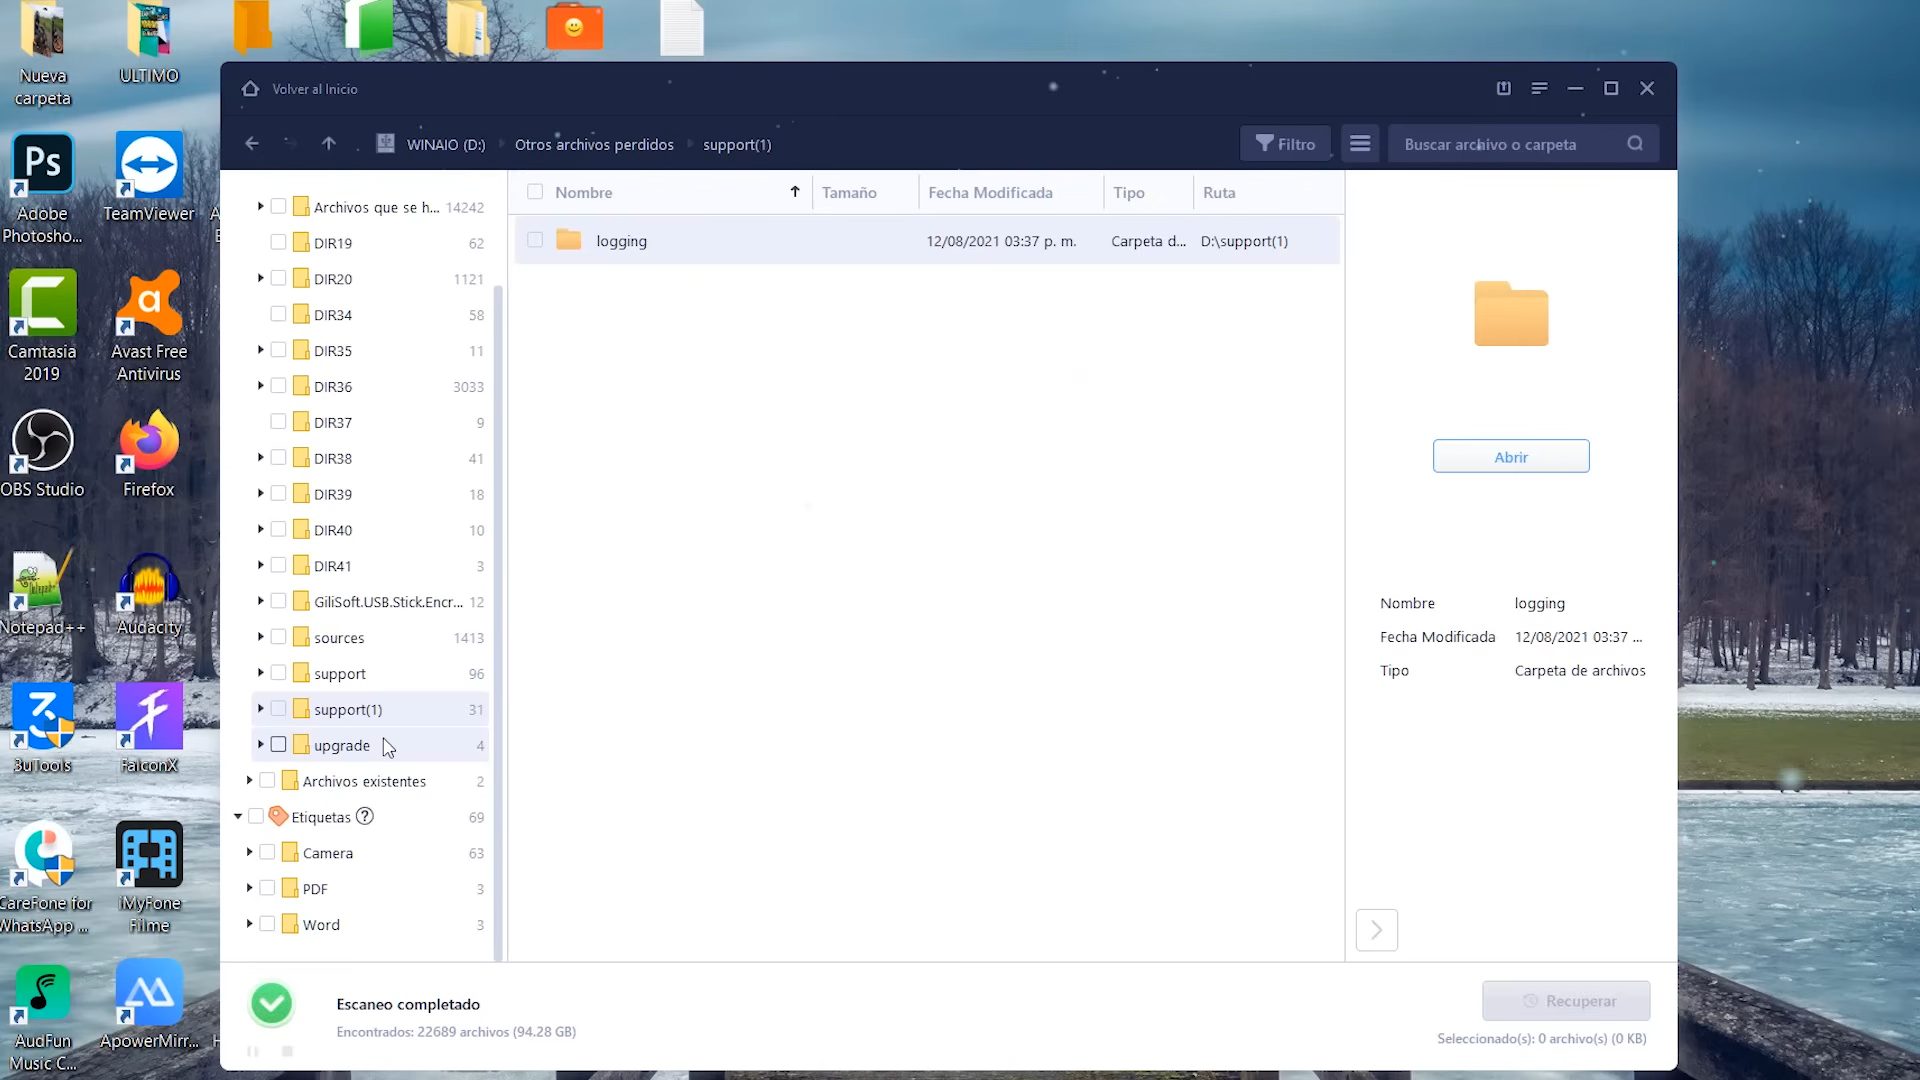 Nueva
carpeta
ULTIMO
Ps
Adobe
Photosho...
TeamViewer
Camtasia
2019
Avast Free
Antivirus
OBS Studio
Firefox
Notepad++
Audacity
3uTools
FalconX
CareFone for
WhatsApp ...
iMyFone
Filme
AudFun
Music C...
ApowerMirr...
Volver al Inicio
WINAIO (D:)
Otros archivos perdidos
support(1)
Filtro
Buscar archivo o carpeta
Archivos que se h... 14242
DIR19 62
DIR20 1121
DIR34 58
DIR35 11
DIR36 3033
DIR37 9
DIR38 41
DIR39 18
DIR40 10
DIR41 3
GiliSoft.USB.Stick.Encr... 12
sources 1413
support 96
support(1) 31
upgrade 4
Archivos existentes 2
Etiquetas ? 69
Camera 63
PDF 3
Word 3
Nombre Tamaño Fecha Modificada Tipo Ruta
logging 12/08/2021 03:37 p. m. Carpeta d... D:\support(1)
Abrir
Nombre logging
Fecha Modificada 12/08/2021 03:37 ...
Tipo Carpeta de archivos
Escaneo completado
Encontrados: 22689 archivos (94.28 GB)
Recuperar
Seleccionado(s): 0 archivo(s) (0 KB)